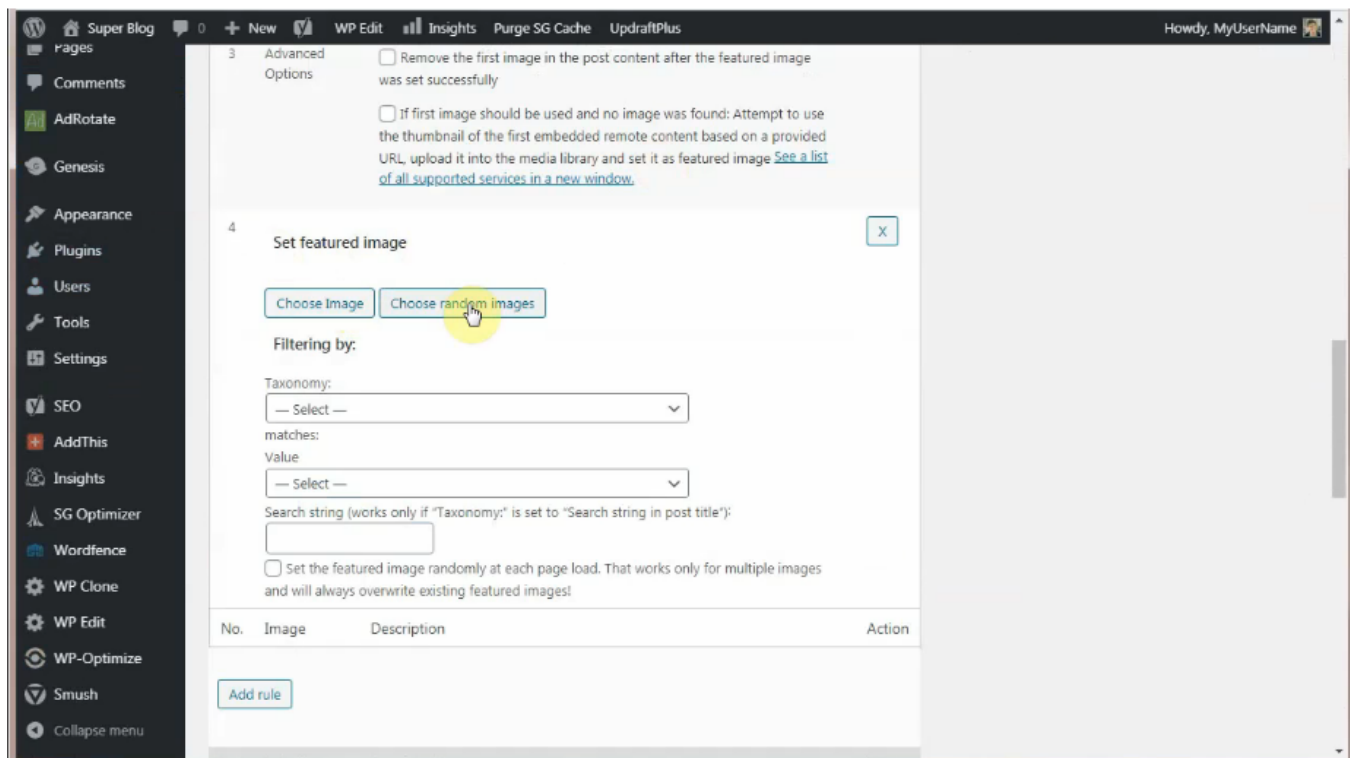 Super Blog 0 New WP Edit Insights Purge SG Cache UpdraftPlus Howdy, MyUserName
Pages
Comments
AdRotate
Genesis
Appearance
Plugins
Users
Tools
Settings
SEO
AddThis
Insights
SG Optimizer
Wordfence
WP Clone
WP Edit
WP-Optimize
Smush
Collapse menu
3 Advanced Options
Remove the first image in the post content after the featured image
was set successfully
If first image should be used and no image was found: Attempt to use
the thumbnail of the first embedded remote content based on a provided
URL, upload it into the media library and set it as featured image See a list
of all supported services in a new window.
4 Set featured image X
Choose Image Choose random images
Filtering by:
Taxonomy:
— Select —
matches:
Value
— Select —
Search string (works only if "Taxonomy:" is set to "Search string in post title"):
Set the featured image randomly at each page load. That works only for multiple images
and will always overwrite existing featured images!
No. Image Description Action
Add rule